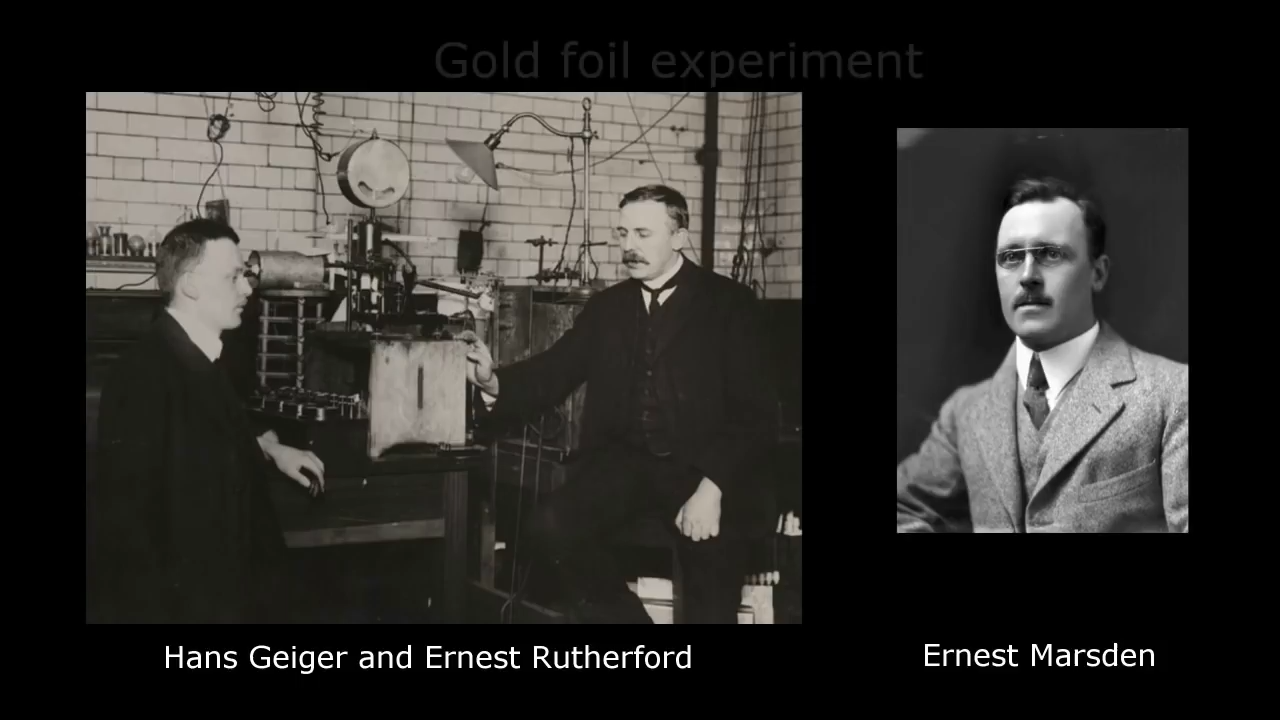 Gold foil experiment
Hans Geiger and Ernest Rutherford
Ernest Marsden